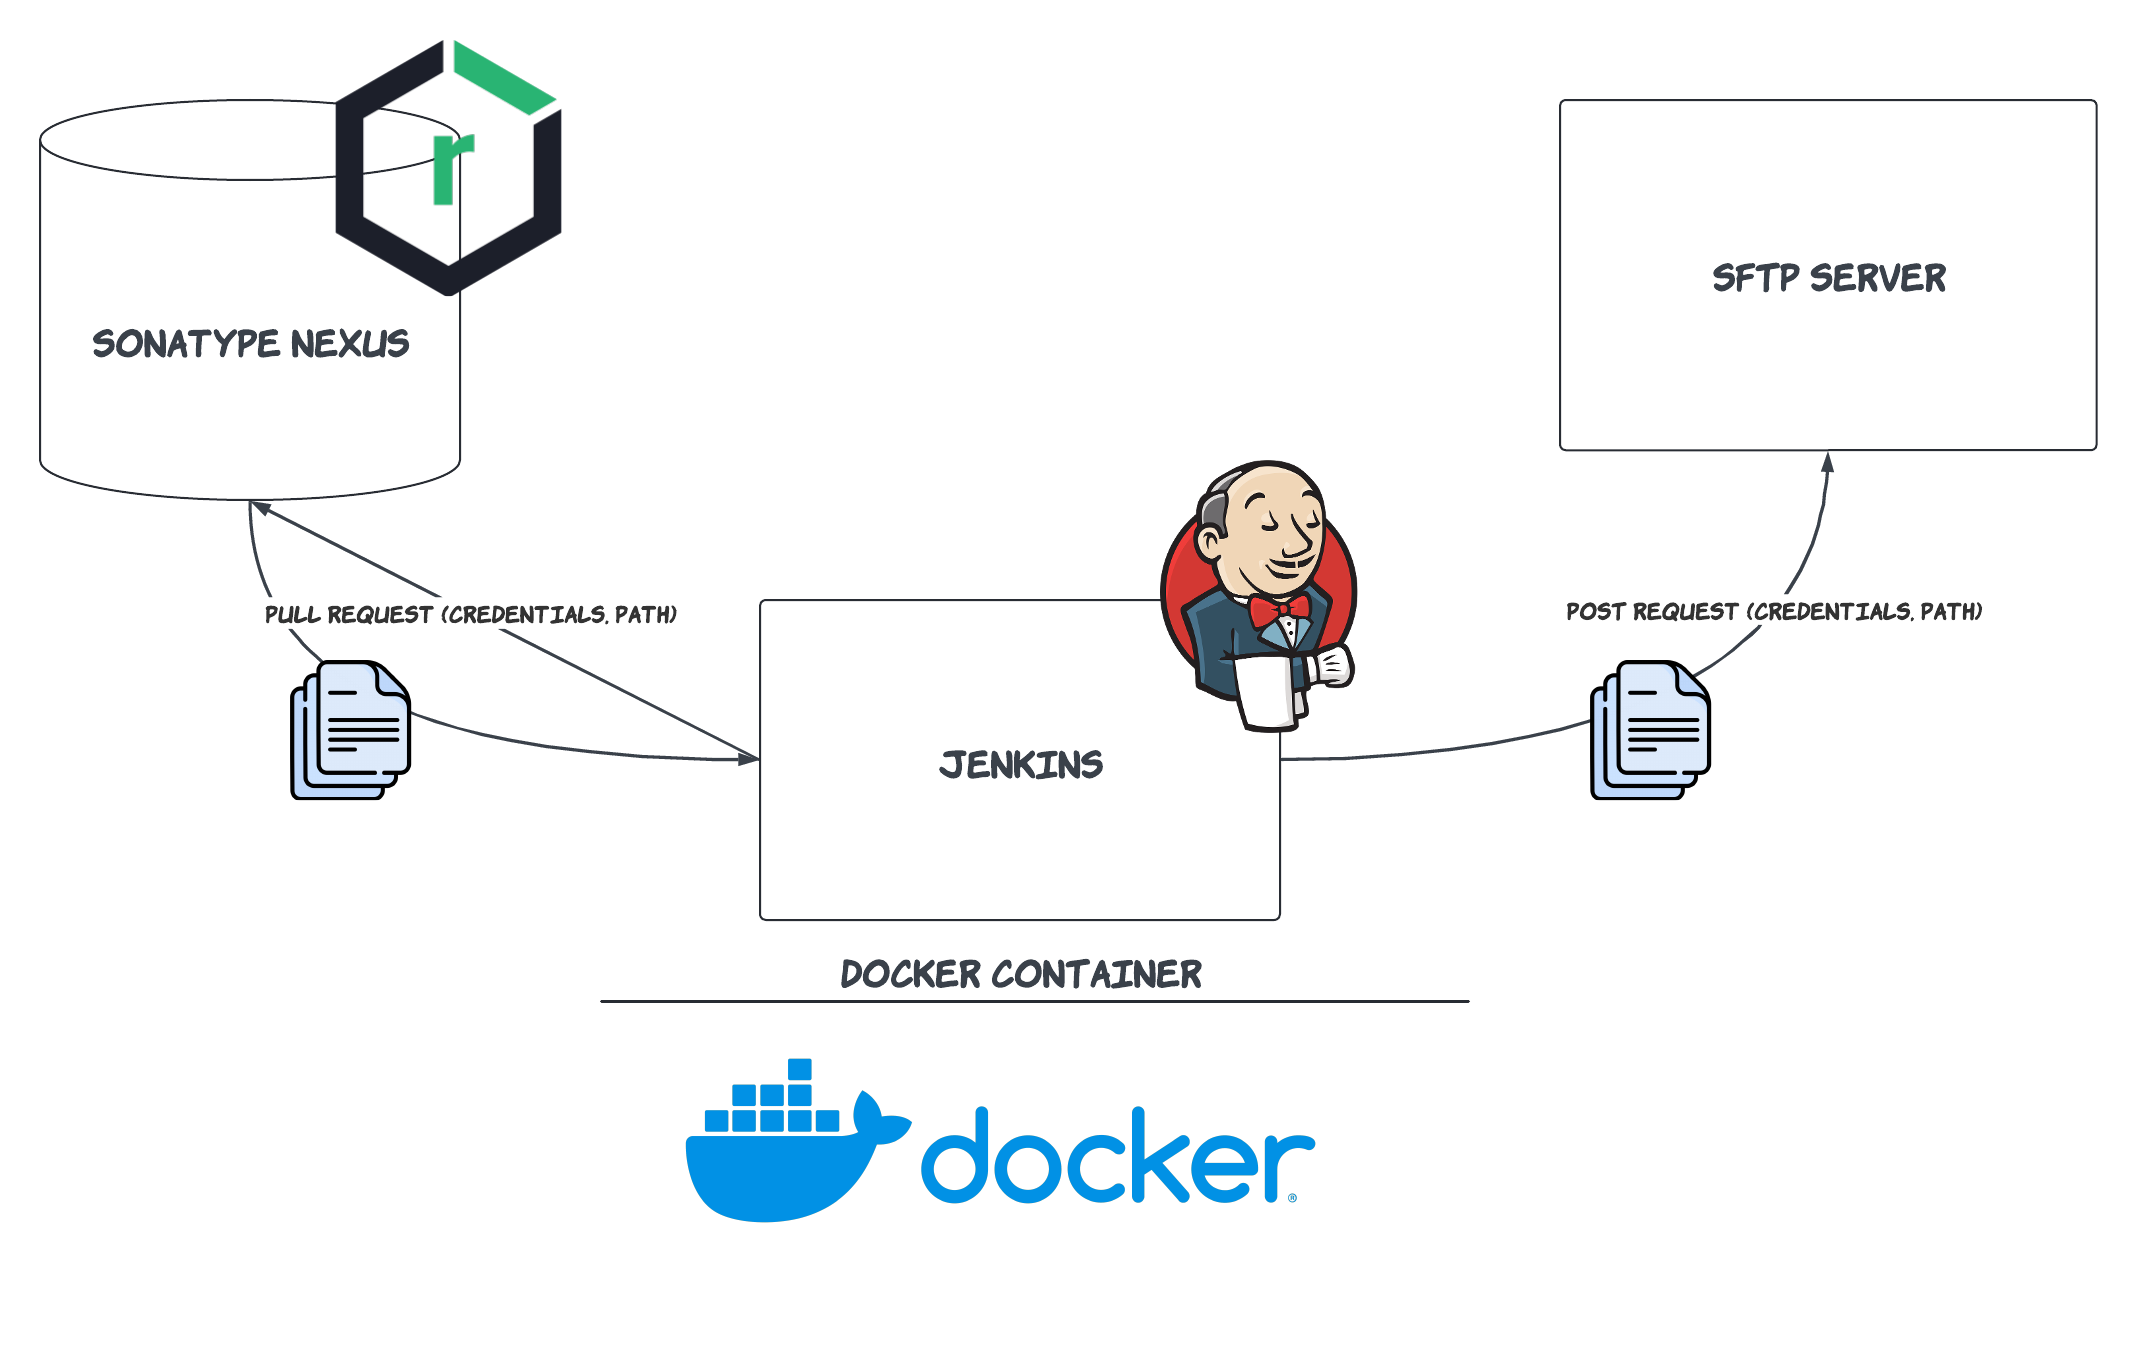 r
SONATYPE NEXUS
SFTP SERVER
PULL REQUEST (CREDENTIALS, PATH)
POST REQUEST (CREDENTIALS, PATH)
JENKINS
DOCKER CONTAINER
docker®